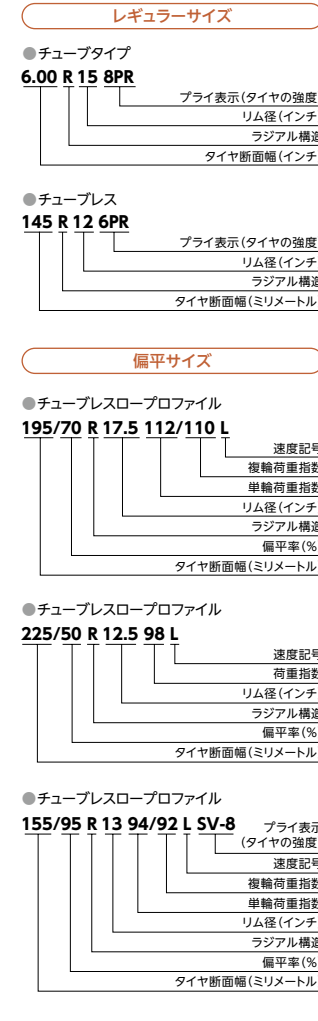 レギュラーサイズ
●チューブタイプ
6.00 R 15 8PR
プライ表示(タイヤの強度
リム径(インチ
ラジアル構造
タイヤ断面幅(インチ
●チューブレス
145 R 12 6PR
プライ表示(タイヤの強度
リム径(インチ
ラジアル構造
タイヤ断面幅(ミリメートル
偏平サイズ
●チューブレスロープロファイル
195/70 R 17.5 112/110 L
速度記号
複輪荷重指数
単輪荷重指数
リム径(インチ
ラジアル構造
偏平率(%
タイヤ断面幅(ミリメートル
●チューブレスロープロファイル
225/50 R 12.5 98 L
速度記号
荷重指数
リム径(インチ
ラジアル構造
偏平率(%
タイヤ断面幅(ミリメートル
●チューブレスロープロファイル
155/95 R 13 94/92 L SV-8
プライ表示
(タイヤの強度
速度記号
複輪荷重指数
単輪荷重指数
リム径(インチ
ラジアル構造
偏平率(%
タイヤ断面幅(ミリメートル